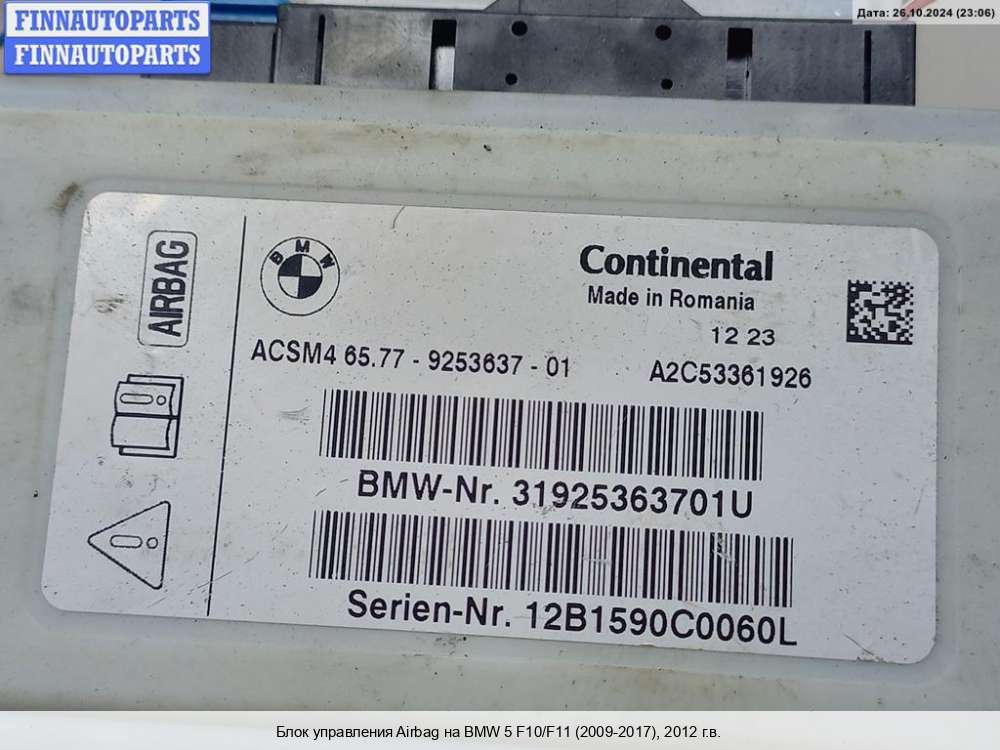 FINNAUTOPARTS
FINNAUTOPARTS
Дата: 26.10.2024 (23:06)
AIRBAG
BMW
Continental
Made in Romania
12 23
ACSM4 65.77 - 9253637 - 01
A2C53361926
BMW-Nr. 31925363701U
Serien-Nr. 12B1590C0060L
Блок управления Airbag на BMW 5 F10/F11 (2009-2017), 2012 г.в.